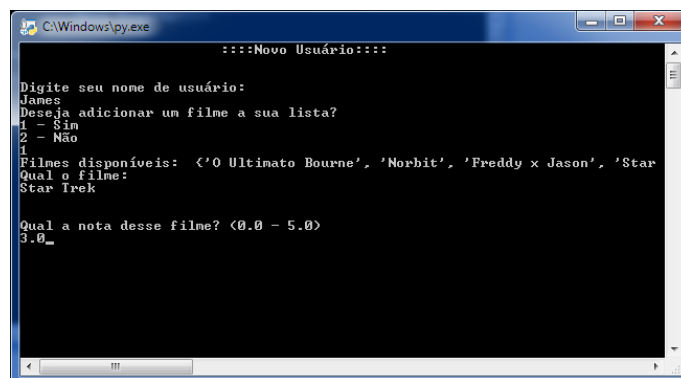 C:\Windows\py.exe
::::Novo Usuário::::
Digite seu nome de usuário:
James
Deseja adicionar um filme a sua lista?
1 - Sim
2 - Não
1
Filmes disponíveis:  {'O Ultimato Bourne', 'Norbit', 'Freddy x Jason', 'Star
Qual o filme:
Star Trek
Qual a nota desse filme? (0.0 - 5.0)
3.0_